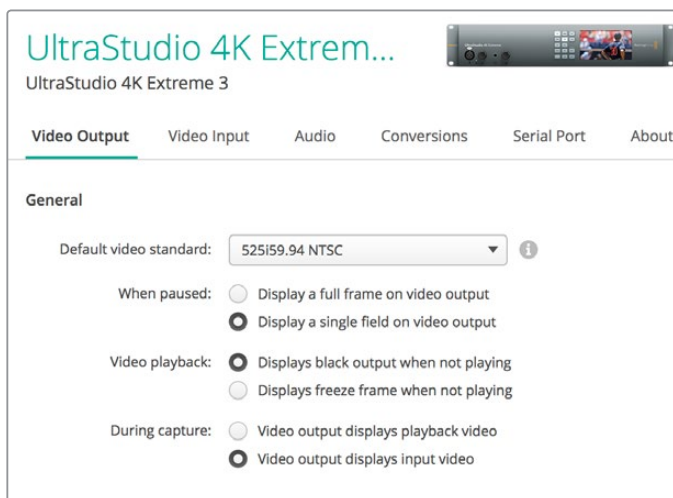 UltraStudio 4K Extrem...
UltraStudio 4K Extreme 3
Video Output Video Input Audio Conversions Serial Port About
General
Default video standard: 525i59.94 NTSC
When paused: Display a full frame on video output
Display a single field on video output
Video playback: Displays black output when not playing
Displays freeze frame when not playing
During capture: Video output displays playback video
Video output displays input video